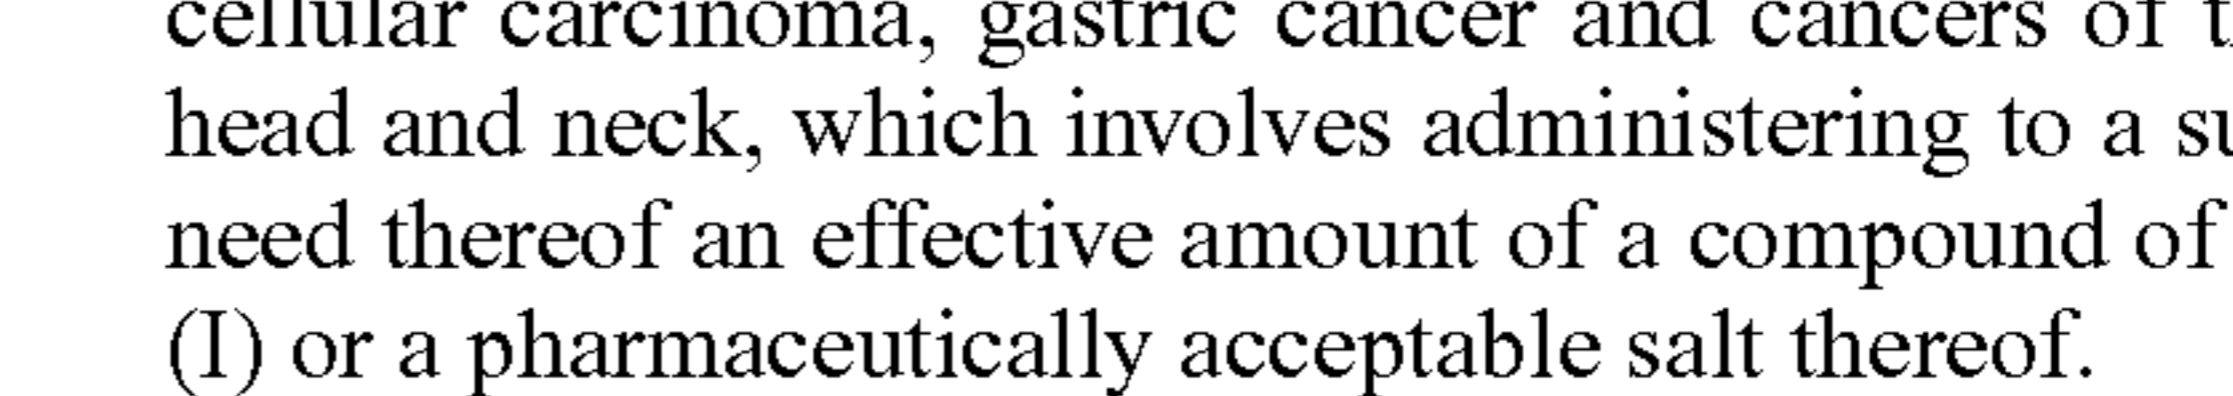 cellular carcinoma, gastric cancer and cancers of
head and neck, which involves administering to a
need thereof an effective amount of a compound of
(I) or a pharmaceutically acceptable salt thereof.